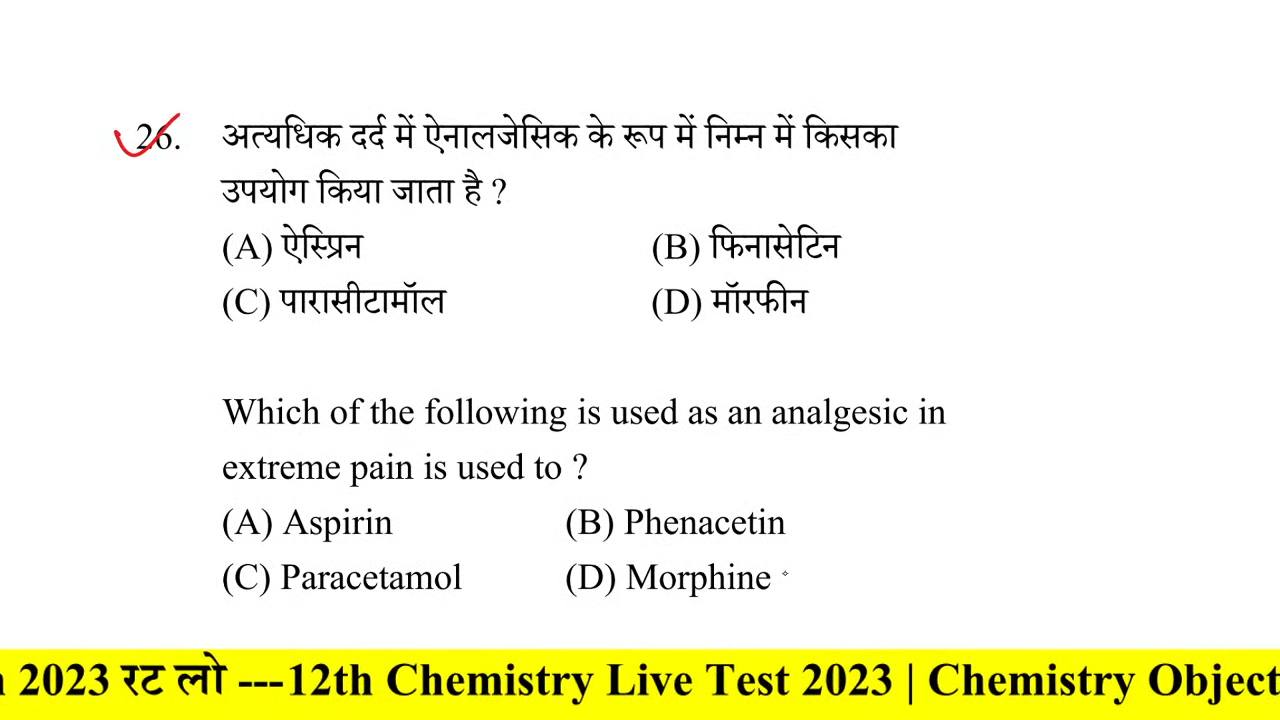 26. अत्यधिक दर्द में ऐनालजेसिक के रूप में निम्न में किसका
उपयोग किया जाता है ?
(A) ऐस्प्रिन (B) फिनासेटिन
(C) पारासीटामॉल (D) मॉरफीन
Which of the following is used as an analgesic in
extreme pain is used to ?
(A) Aspirin (B) Phenacetin
(C) Paracetamol (D) Morphine
2023 रट लो ---12th Chemistry Live Test 2023 | Chemistry Object